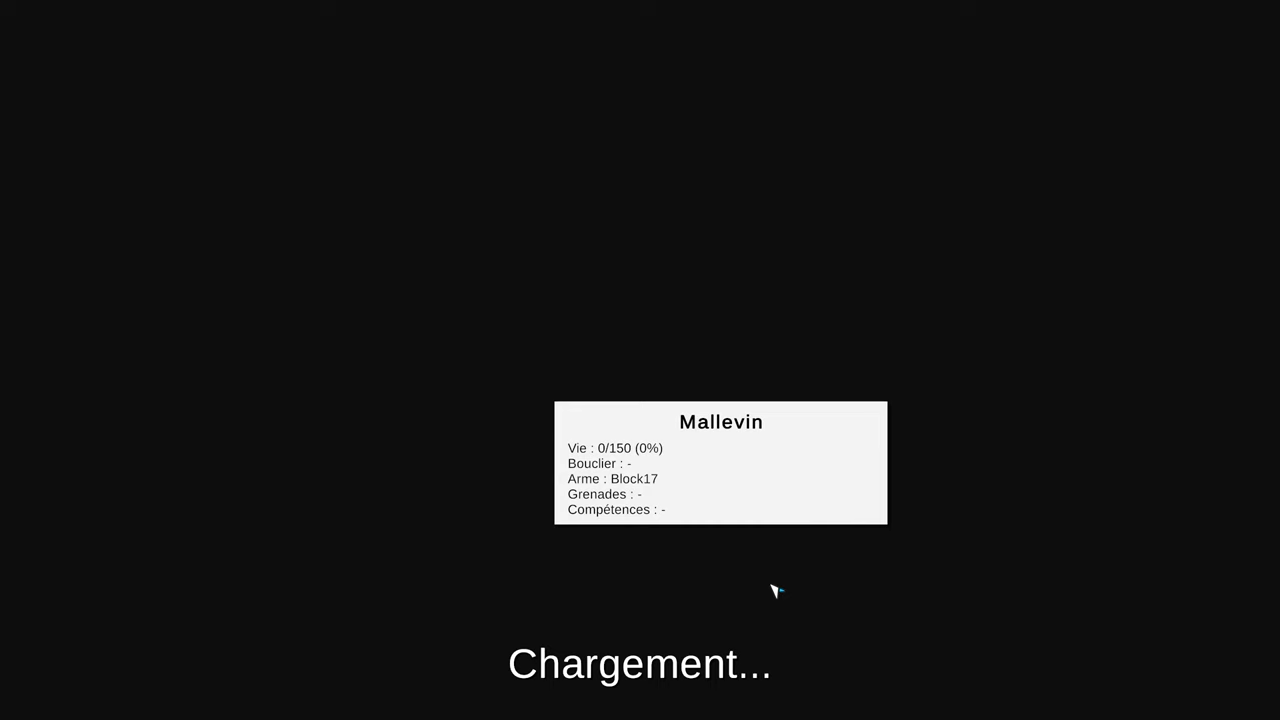 Mallevin
Vie : 0/150 (0%)
Bouclier : -
Arme : Block17
Grenades : -
Compétences : -
Chargement...